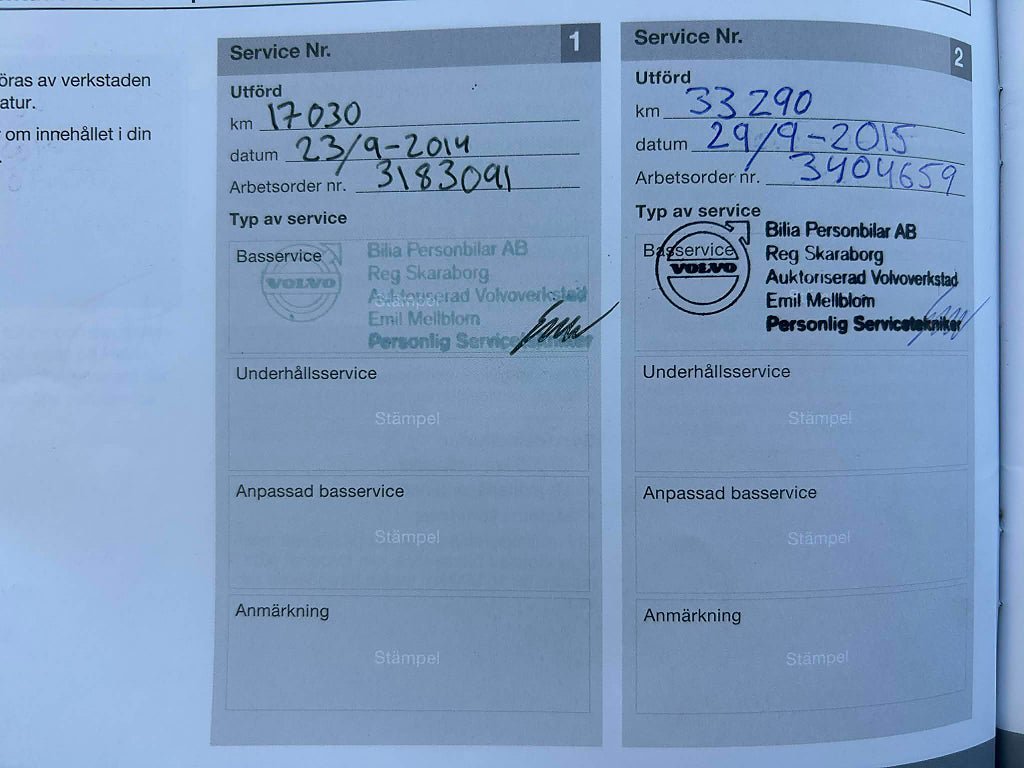 öras av verkstaden
atur.
om innehållet i din
Service Nr. 1
Utförd
km 17 030
datum 23/9-2014
Arbetsorder nr. 3183091
Typ av service
Basservice
VOLVO
Bilia Personbilar AB
Reg Skaraborg
Auktoriserad Volvoverkstad
Stämpel
Emil Mellblom
Personlig Servicetekniker
Underhållsservice
Stämpel
Anpassad basservice
Stämpel
Anmärkning
Stämpel
Service Nr. 2
Utförd
km 33 290
datum 29/9-2015
Arbetsorder nr. 3404659
Typ av service
Basservice
VOLVO
Bilia Personbilar AB
Reg Skaraborg
Auktoriserad Volvoverkstad
Emil Mellblom
Personlig Servicetekniker
Underhållsservice
Stämpel
Anpassad basservice
Stämpel
Anmärkning
Stämpel